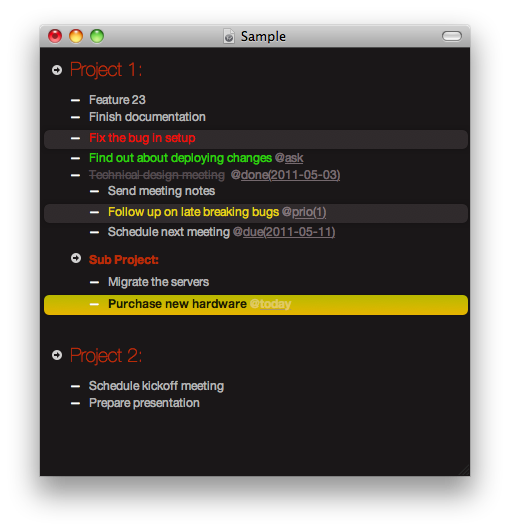 Sample
Project 1:
Feature 23
Finish documentation
Fix the bug in setup
Find out about deploying changes @ask
Technical design meeting @done(2011-05-03)
Send meeting notes
Follow up on late breaking bugs @prio(1)
Schedule next meeting @due(2011-05-11)
Sub Project:
Migrate the servers
Purchase new hardware @today
Project 2:
Schedule kickoff meeting
Prepare presentation